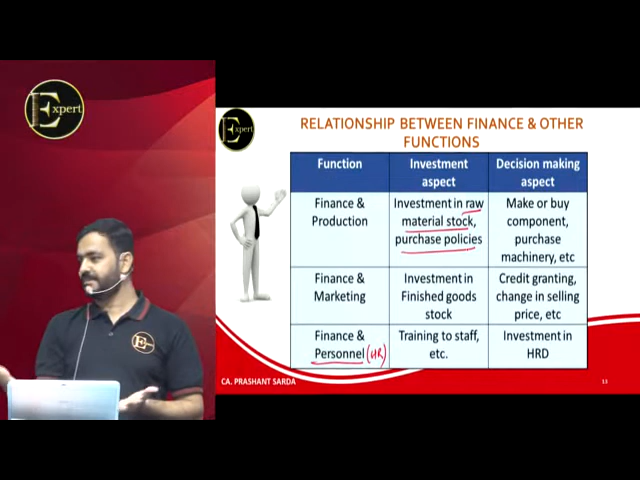 Expert
Expert
RELATIONSHIP BETWEEN FINANCE & OTHER
FUNCTIONS
Function
Investment
aspect
Decision making
aspect
Finance &
Production
Investment in raw
material stock,
purchase policies
Make or buy
component,
purchase
machinery, etc
Finance &
Marketing
Investment in
Finished goods
stock
Credit granting,
change in selling
price, etc
Finance &
Personnel (HR)
Training to staff,
etc.
Investment in
HRD
CA. PRASHANT SARDA
13